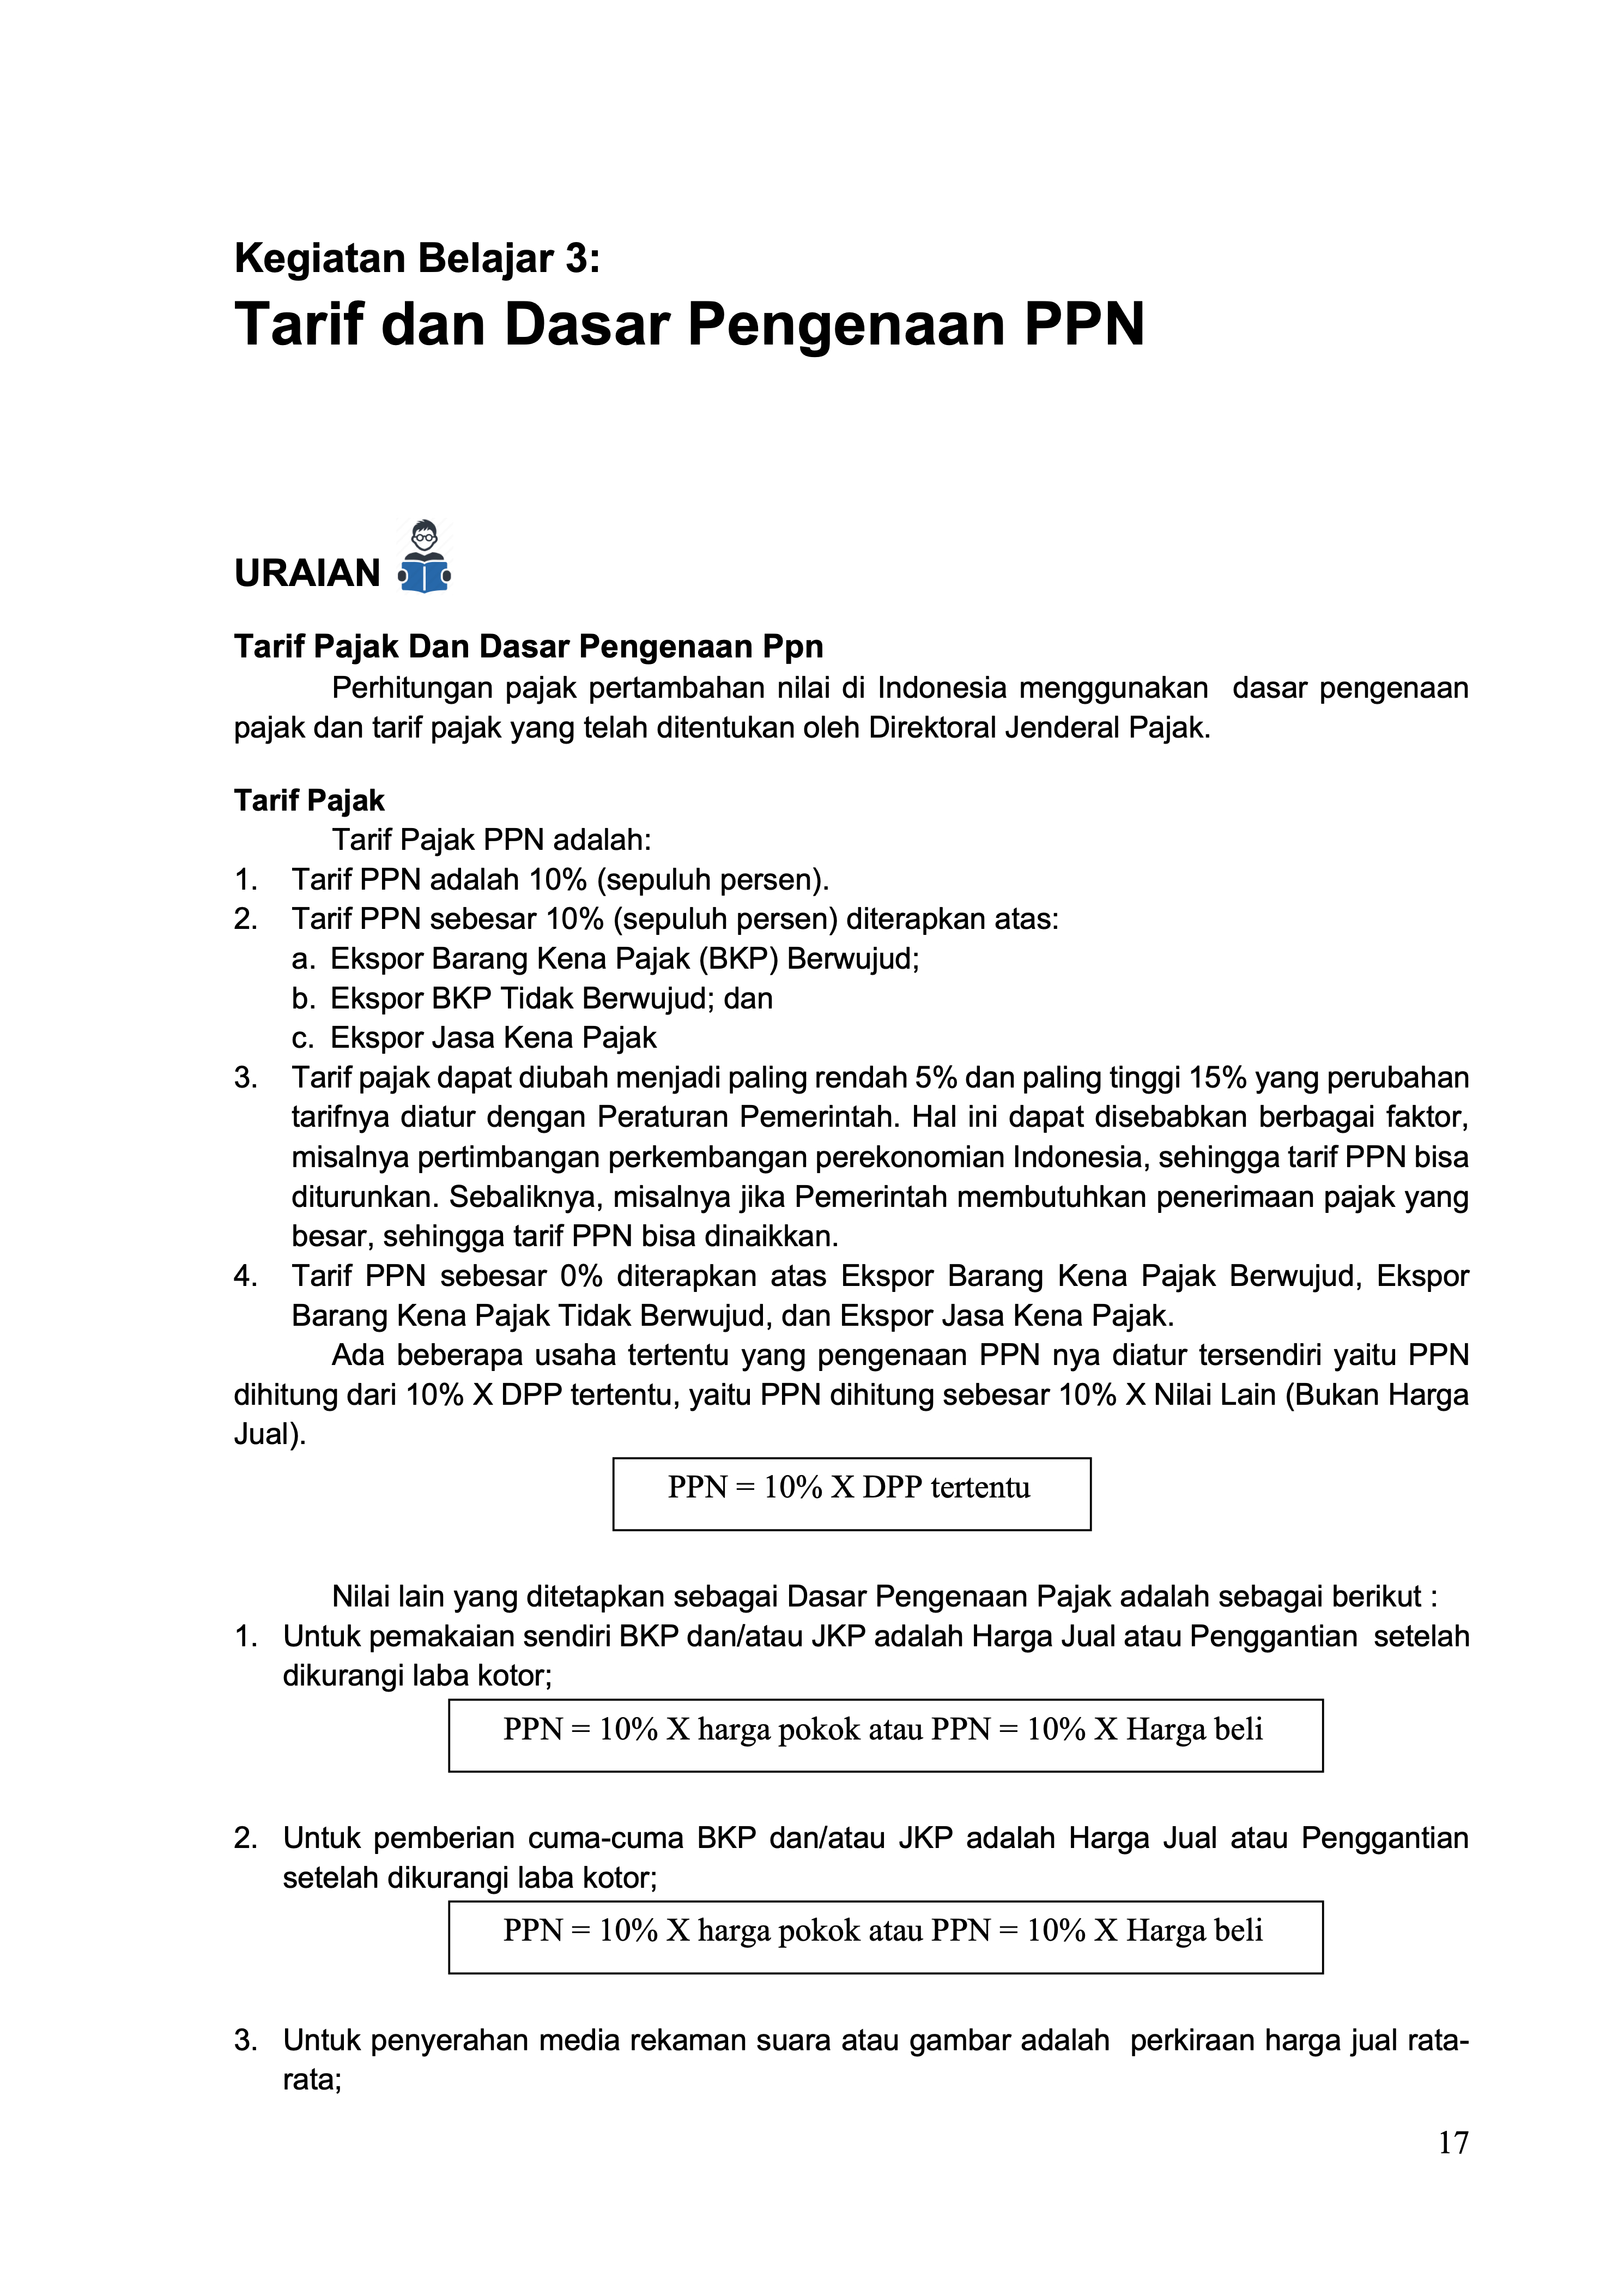 Kegiatan Belajar 3:
Tarif dan Dasar Pengenaan PPN
URAIAN
Tarif Pajak Dan Dasar Pengenaan Ppn
Perhitungan pajak pertambahan nilai di Indonesia menggunakan dasar pengenaan
pajak dan tarif pajak yang telah ditentukan oleh Direktoral Jenderal Pajak.
Tarif Pajak
Tarif Pajak PPN adalah:
1. Tarif PPN adalah 10% (sepuluh persen).
2. Tarif PPN sebesar 10% (sepuluh persen) diterapkan atas:
a. Ekspor Barang Kena Pajak (BKP) Berwujud;
b. Ekspor BKP Tidak Berwujud; dan
c. Ekspor Jasa Kena Pajak
3. Tarif pajak dapat diubah menjadi paling rendah 5% dan paling tinggi 15% yang perubahan
tarifnya diatur dengan Peraturan Pemerintah. Hal ini dapat disebabkan berbagai faktor,
misalnya pertimbangan perkembangan perekonomian Indonesia, sehingga tarif PPN bisa
diturunkan. Sebaliknya, misalnya jika Pemerintah membutuhkan penerimaan pajak yang
besar, sehingga tarif PPN bisa dinaikkan.
4. Tarif PPN sebesar 0% diterapkan atas Ekspor Barang Kena Pajak Berwujud, Ekspor
Barang Kena Pajak Tidak Berwujud, dan Ekspor Jasa Kena Pajak.
Ada beberapa usaha tertentu yang pengenaan PPN nya diatur tersendiri yaitu PPN
dihitung dari 10% X DPP tertentu, yaitu PPN dihitung sebesar 10% X Nilai Lain (Bukan Harga
Jual).
PPN = 10% X DPP tertentu
Nilai lain yang ditetapkan sebagai Dasar Pengenaan Pajak adalah sebagai berikut :
1. Untuk pemakaian sendiri BKP dan/atau JKP adalah Harga Jual atau Penggantian setelah
dikurangi laba kotor;
PPN = 10% X harga pokok atau PPN = 10% X Harga beli
2. Untuk pemberian cuma-cuma BKP dan/atau JKP adalah Harga Jual atau Penggantian
setelah dikurangi laba kotor;
PPN = 10% X harga pokok atau PPN = 10% X Harga beli
3. Untuk penyerahan media rekaman suara atau gambar adalah perkiraan harga jual rata-
rata;
17